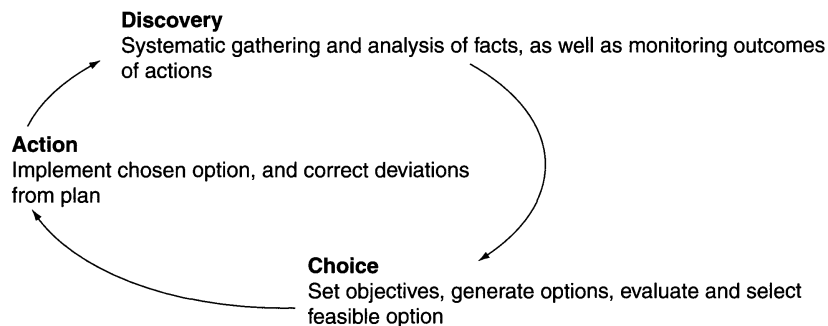 Discovery
Systematic gathering and analysis of facts, as well as monitoring outcomes
of actions
Action
Implement chosen option, and correct deviations
from plan
Choice
Set objectives, generate options, evaluate and select
feasible option